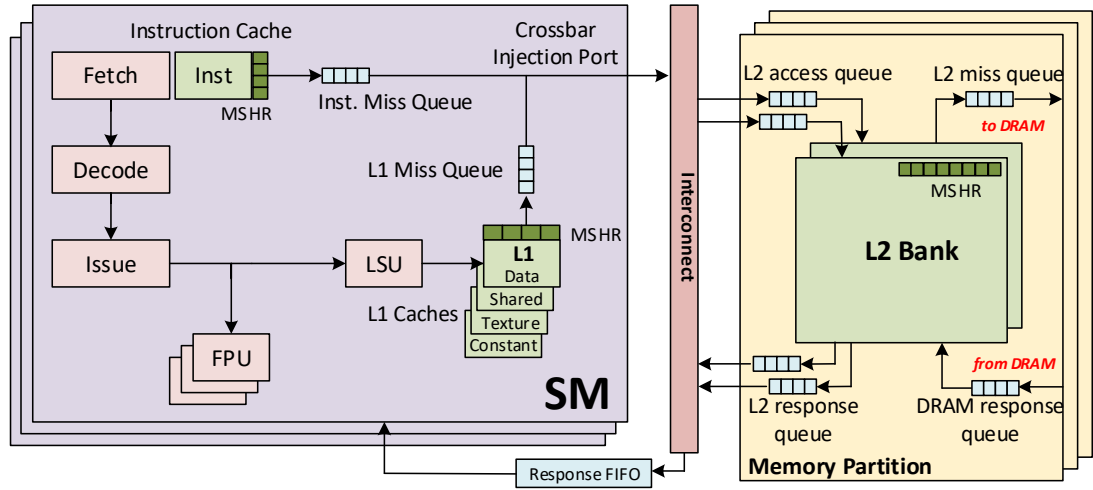 Instruction Cache
Crossbar
Injection Port
Fetch
Inst
MSHR
Inst. Miss Queue
Decode
L1 Miss Queue
Issue
LSU
MSHR
L1
Data
Shared
Texture
Constant
L1 Caches
FPU
SM
Response FIFO
Interconnect
L2 access queue
L2 miss queue
to DRAM
MSHR
L2 Bank
from DRAM
L2 response
queue
DRAM response
queue
Memory Partition